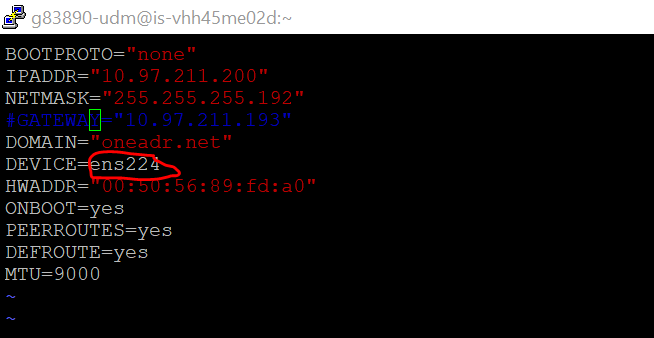 g83890-udm@is-vhh45me02d:~
BOOTPROTO="none"
IPADDR="10.97.211.200"
NETMASK="255.255.255.192"
#GATEWAY="10.97.211.193"
DOMAIN="oneadr.net"
DEVICE=ens224
HWADDR="00:50:56:89:fd:a0"
ONBOOT=yes
PEERROUTES=yes
DEFROUTE=yes
MTU=9000
~
~